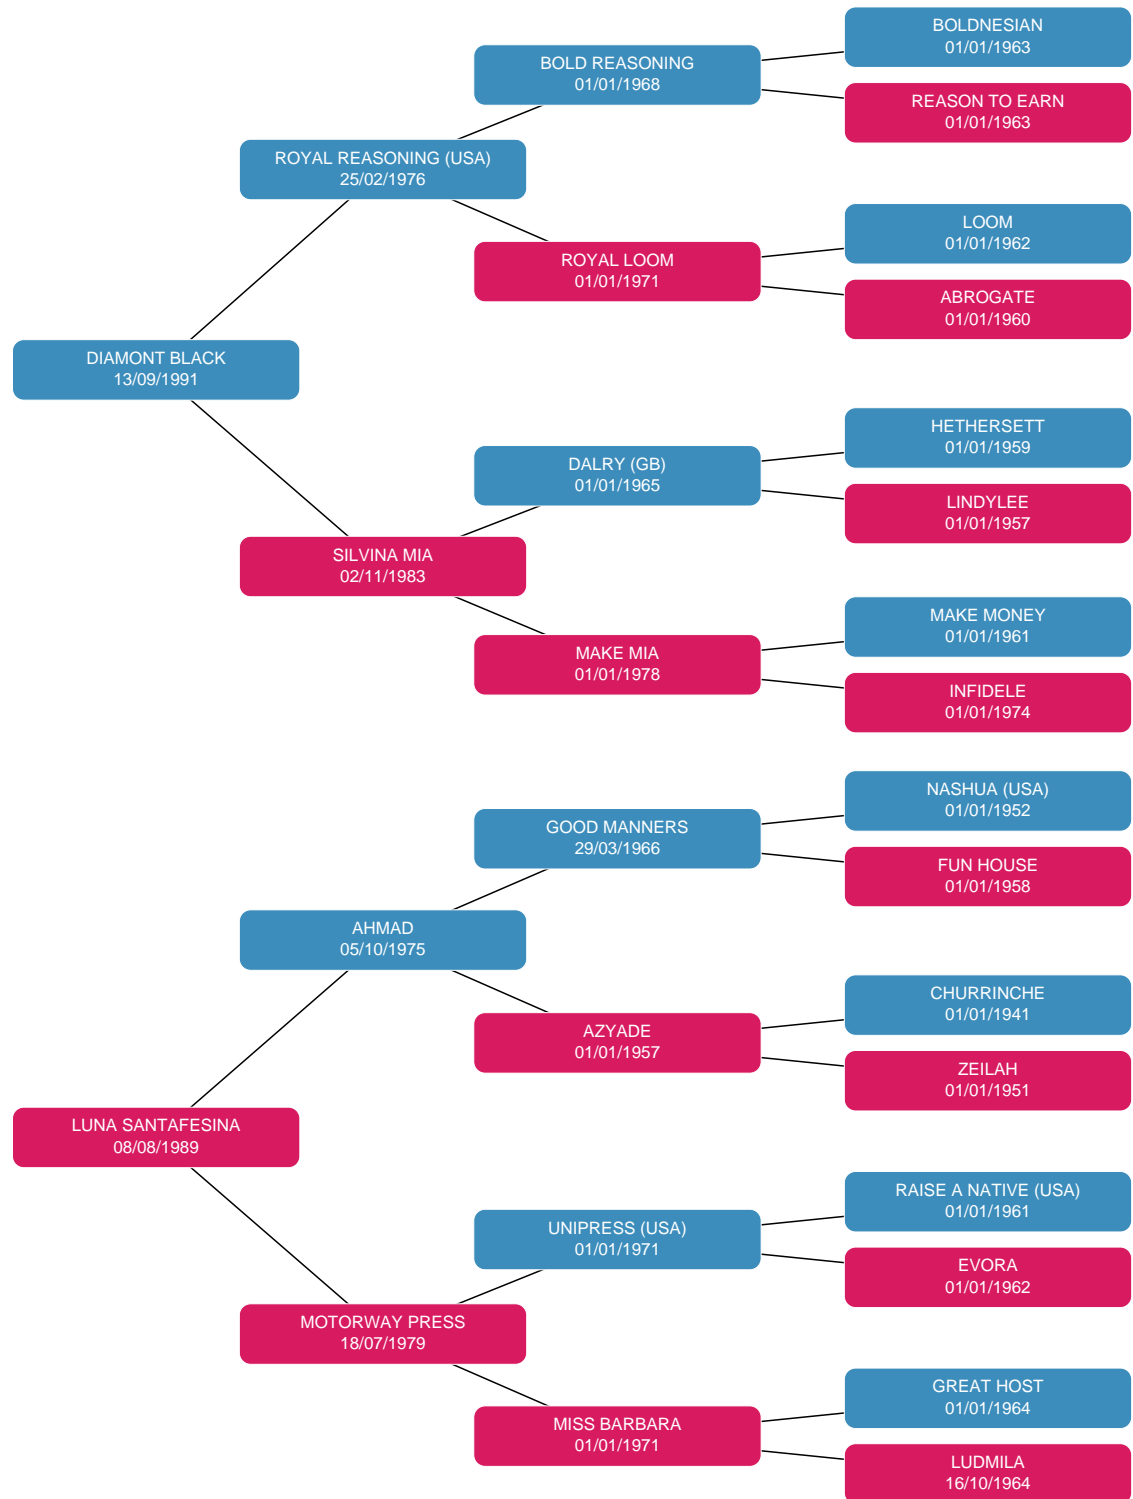 BOLDNESIAN
01/01/1963
BOLD REASONING
01/01/1968
REASON TO EARN
01/01/1963
ROYAL REASONING (USA)
25/02/1976
LOOM
01/01/1962
ROYAL LOOM
01/01/1971
ABROGATE
01/01/1960
DIAMONT BLACK
13/09/1991
HETHERSETT
01/01/1959
DALRY (GB)
01/01/1965
LINDYLEE
01/01/1957
SILVINA MIA
02/11/1983
MAKE MONEY
01/01/1961
MAKE MIA
01/01/1978
INFIDELE
01/01/1974
NASHUA (USA)
01/01/1952
GOOD MANNERS
29/03/1966
FUN HOUSE
01/01/1958
AHMAD
05/10/1975
CHURRINCHE
01/01/1941
AZYADE
01/01/1957
ZEILAH
01/01/1951
LUNA SANTAFESINA
08/08/1989
RAISE A NATIVE (USA)
01/01/1961
UNIPRESS (USA)
01/01/1971
EVORA
01/01/1962
MOTORWAY PRESS
18/07/1979
GREAT HOST
01/01/1964
MISS BARBARA
01/01/1971
LUDMILA
16/10/1964